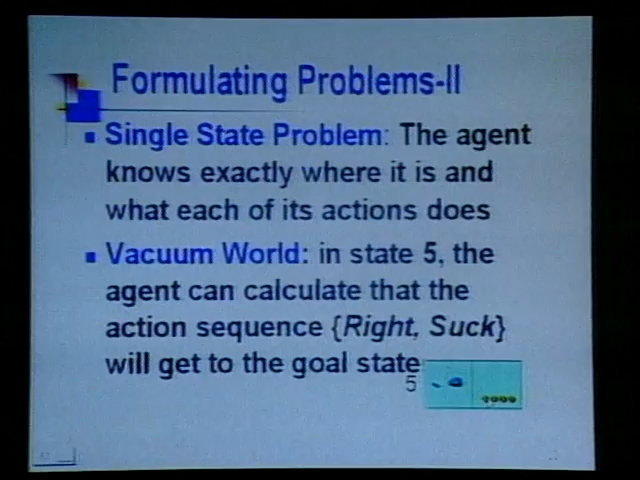 Formulating Problems-II
Single State Problem: The agent
knows exactly where it is and
what each of its actions does
Vacuum World: in state 5, the
agent can calculate that the
action sequence {Right, Suck}
will get to the goal state
5